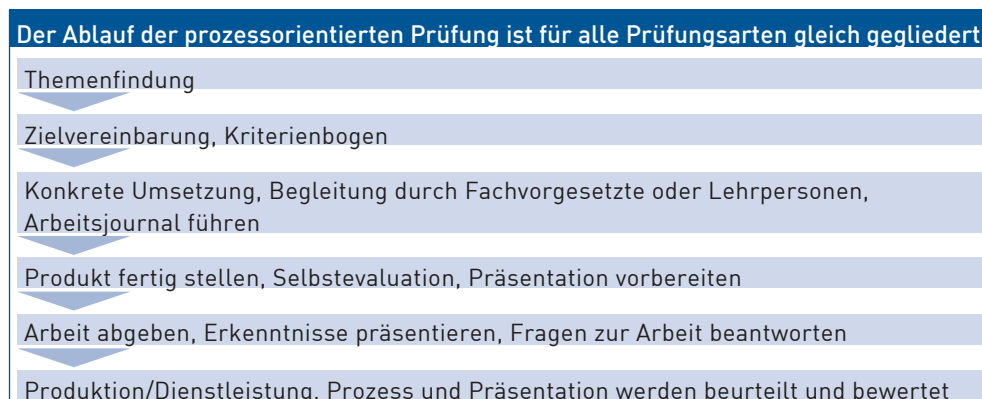 Der Ablauf der prozessorientierten Prüfung ist für alle Prüfungsarten gleich gegliedert
Themenfindung
Zielvereinbarung, Kriterienbogen
Konkrete Umsetzung, Begleitung durch Fachvorgesetzte oder Lehrpersonen,
Arbeitsjournal führen
Produkt fertig stellen, Selbstevaluation, Präsentation vorbereiten
Arbeit abgeben, Erkenntnisse präsentieren, Fragen zur Arbeit beantworten
Produktion/Dienstleistung, Prozess und Präsentation werden beurteilt und bewertet